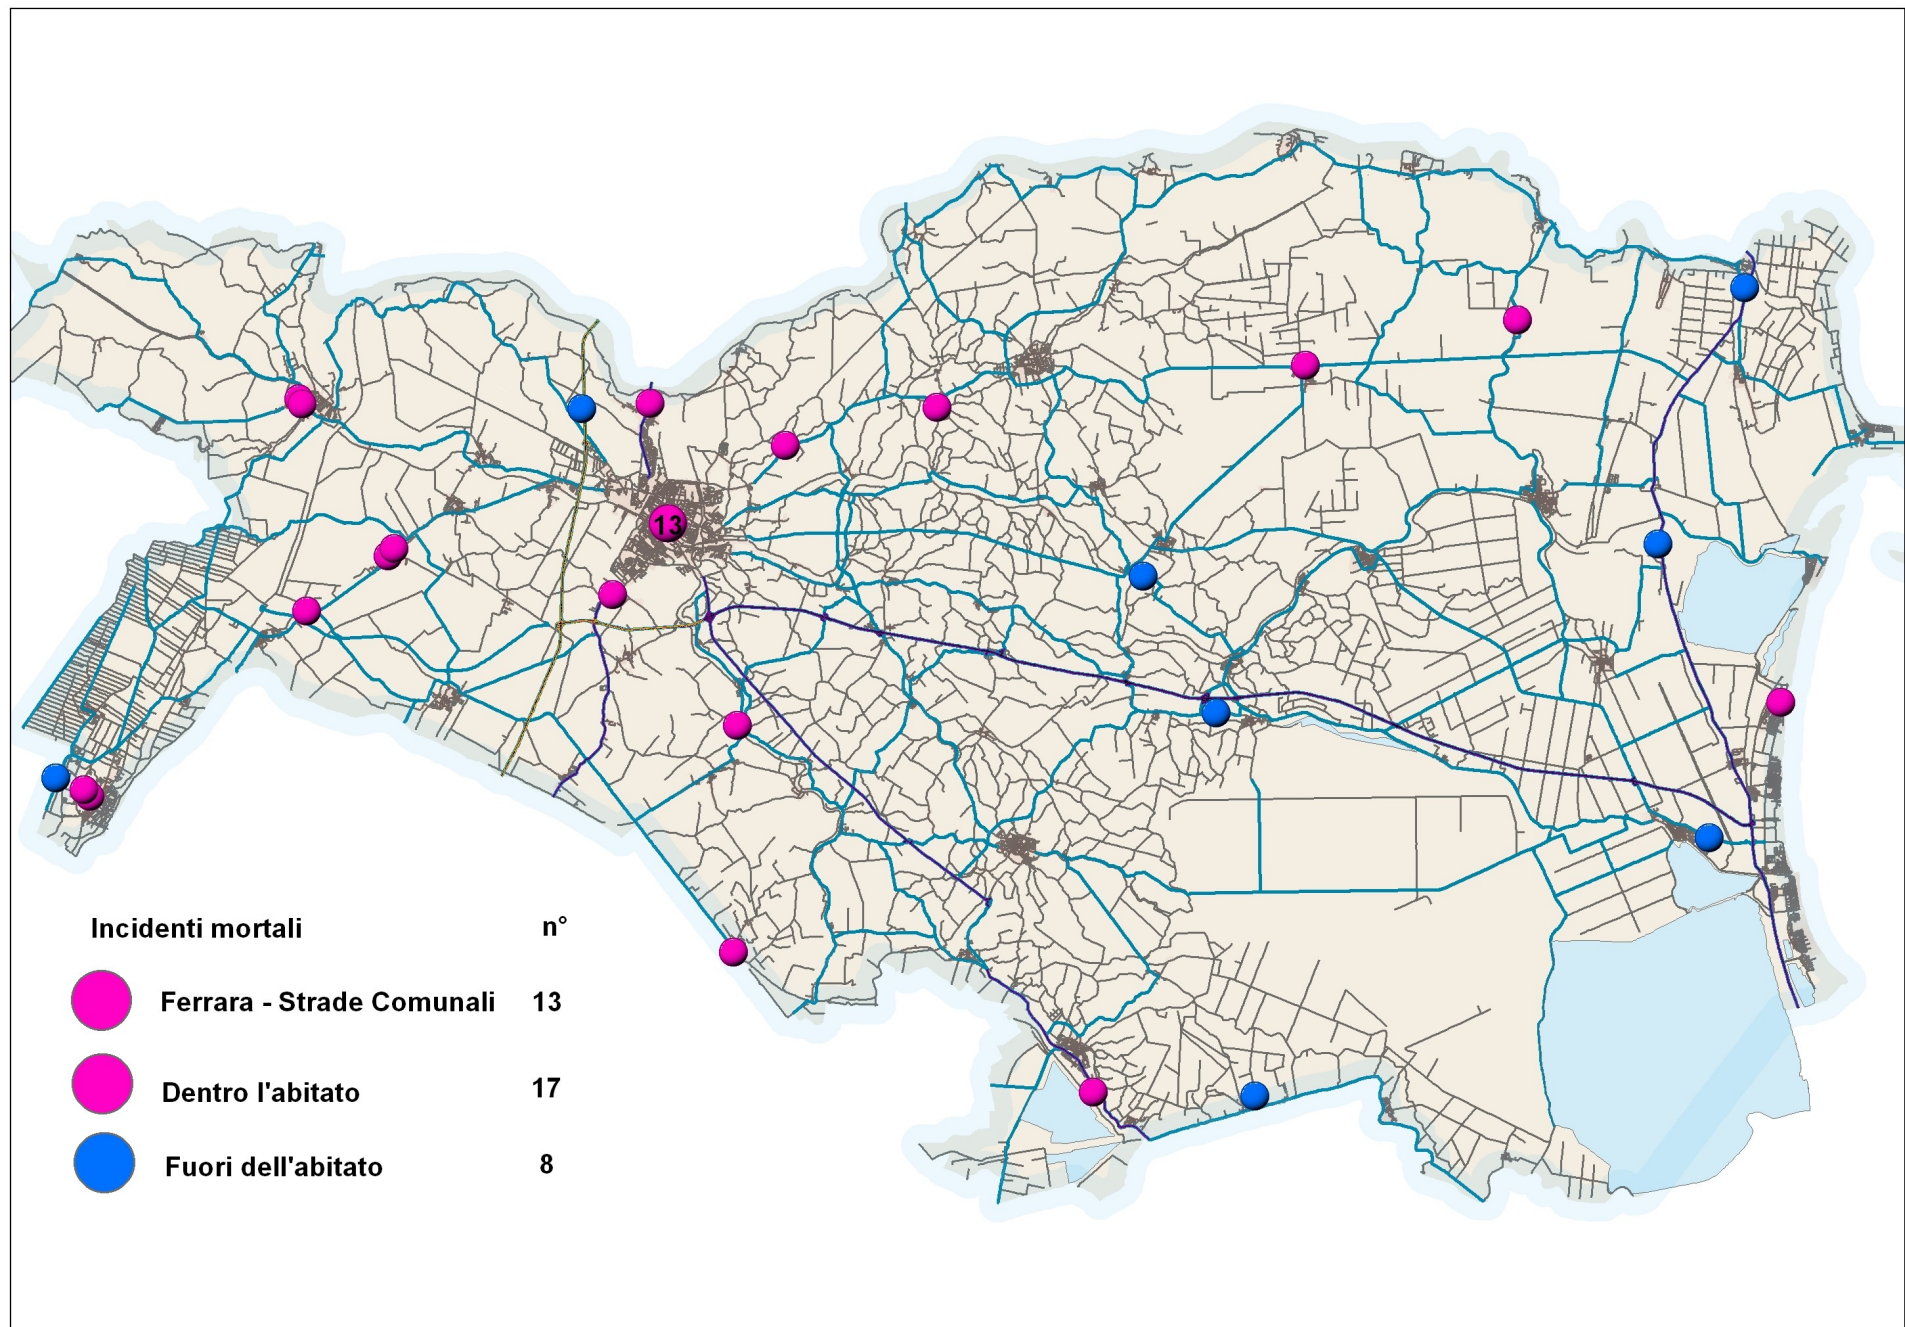 13
Incidenti mortali n°
Ferrara - Strade Comunali 13
Dentro l'abitato 17
Fuori dell'abitato 8